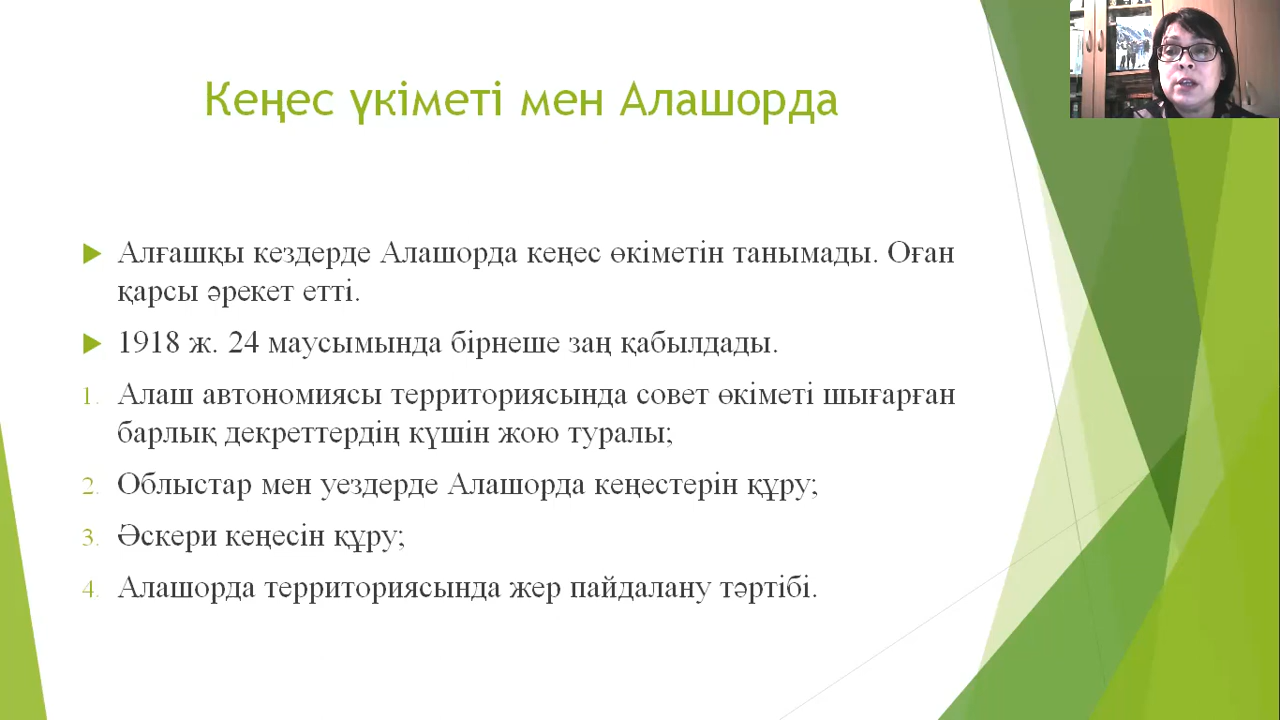 Кеңес үкіметі мен Алашорда
Алғашқы кездерде Алашорда кеңес өкіметін танымады. Оған
қарсы әрекет етті.
1918 ж. 24 маусымында бірнеше заң қабылдады.
1. Алаш автономиясы территориясында совет өкіметі шығарған
барлық декреттердің күшін жою туралы;
2. Облыстар мен уездерде Алашорда кеңестерін құру;
3. Әскери кеңесін құру;
4. Алашорда территориясында жер пайдалану тәртібі.